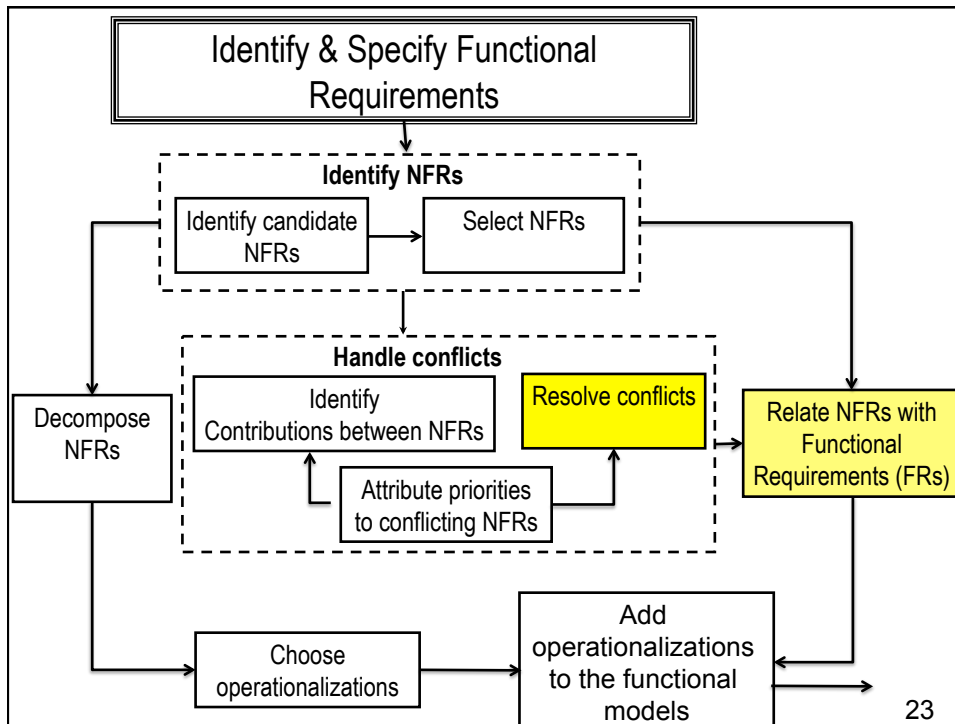 Identify & Specify Functional
Requirements
Identify NFRs
Identify candidate
NFRs
Select NFRs
Handle conflicts
Identify
Contributions between NFRs
Resolve conflicts
Attribute priorities
to conflicting NFRs
Decompose
NFRs
Relate NFRs with
Functional
Requirements (FRs)
Choose
operationalizations
Add
operationalizations
to the functional
models
23